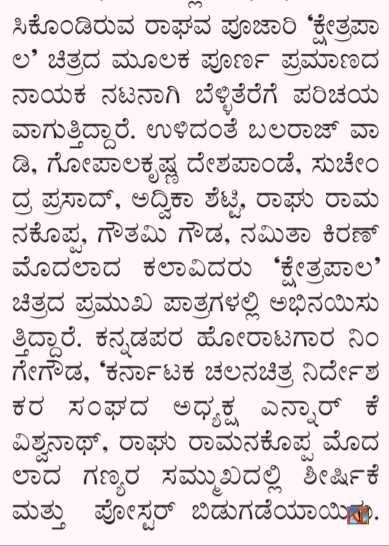 ಸಿಕೊಂಡಿರುವ ರಾಘವ ಪೂಜಾರಿ ‘ಕ್ಷೇತ್ರಪಾ
ಲ’ ಚಿತ್ರದ ಮೂಲಕ ಪೂರ್ಣ ಪ್ರಮಾಣದ
ನಾಯಕ ನಟನಾಗಿ ಬೆಳ್ಳಿತೆರೆಗೆ ಪರಿಚಯ
ವಾಗುತ್ತಿದ್ದಾರೆ. ಉಳಿದಂತೆ ಬಲರಾಜ್ ವಾ
ಡಿ, ಗೋಪಾಲಕೃಷ್ಣ ದೇಶಪಾಂಡೆ, ಸುಚೇಂ
ದ್ರ ಪ್ರಸಾದ್, ಅದ್ವಿಕಾ ಶೆಟ್ಟಿ, ರಾಘು ರಾಮ
ನಕೊಪ್ಪ, ಗೌತಮಿ ಗೌಡ, ನಮಿತಾ ಕಿರಣ್
ಮೊದಲಾದ ಕಲಾವಿದರು ‘ಕ್ಷೇತ್ರಪಾಲ’
ಚಿತ್ರದ ಪ್ರಮುಖ ಪಾತ್ರಗಳಲ್ಲಿ ಅಭಿನಯಿಸು
ತ್ತಿದ್ದಾರೆ. ಕನ್ನಡಪರ ಹೋರಾಟಗಾರ ನಿಂ
ಗೇಗೌಡ, ‘ಕರ್ನಾಟಕ ಚಲನಚಿತ್ರ ನಿರ್ದೇಶ
ಕರ ಸಂಘದ ಅಧ್ಯಕ್ಷ ಎನ್ನಾರ್ ಕೆ
ವಿಶ್ವನಾಥ್, ರಾಘು ರಾಮನಕೊಪ್ಪ ಮೊದ
ಲಾದ ಗಣ್ಯರ ಸಮ್ಮುಖದಲ್ಲಿ ಶೀರ್ಷಿಕೆ
ಮತ್ತು ಪೋಸ್ಟರ್